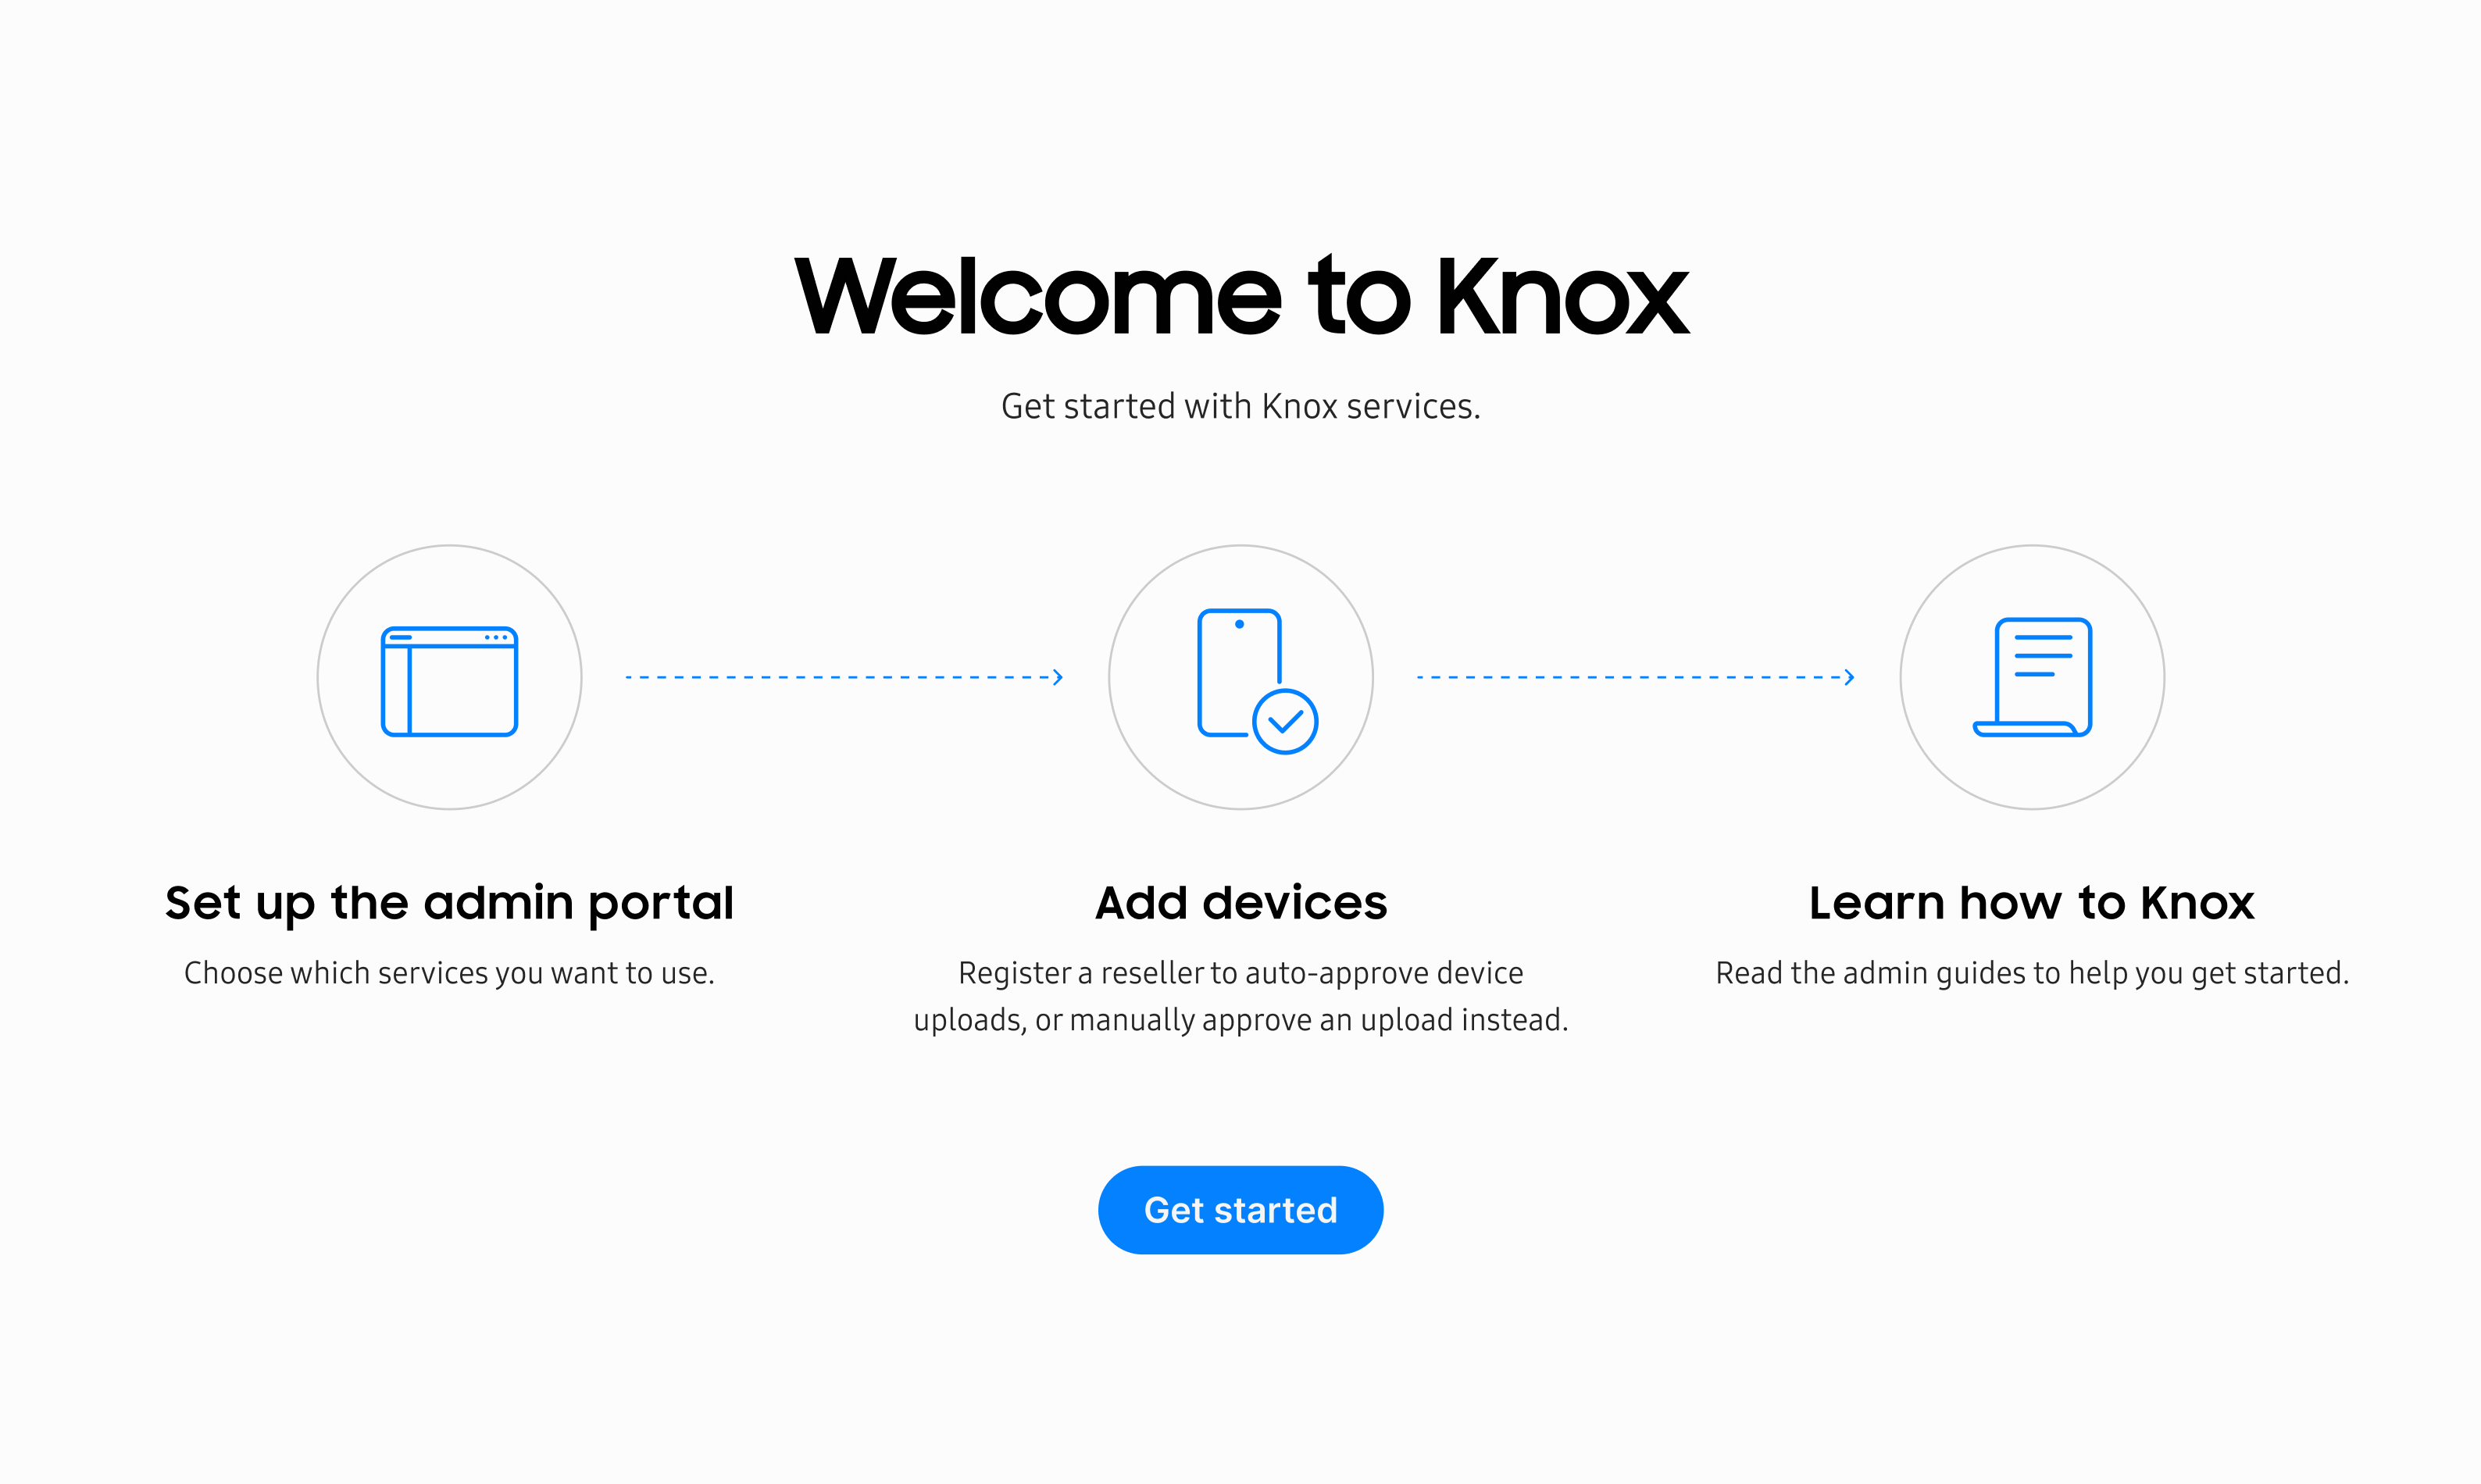 Welcome to Knox
Get started with Knox services.
Set up the admin portal
Choose which services you want to use.
Add devices
Register a reseller to auto-approve device
uploads, or manually approve an upload instead.
Learn how to Knox
Read the admin guides to help you get started.
Get started